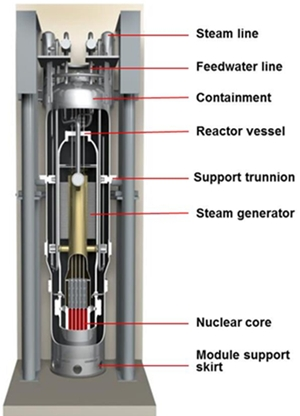 Steam line
Feedwater line
Containment
Reactor vessel
Support trunnion
Steam generator
Nuclear core
Module support
skirt